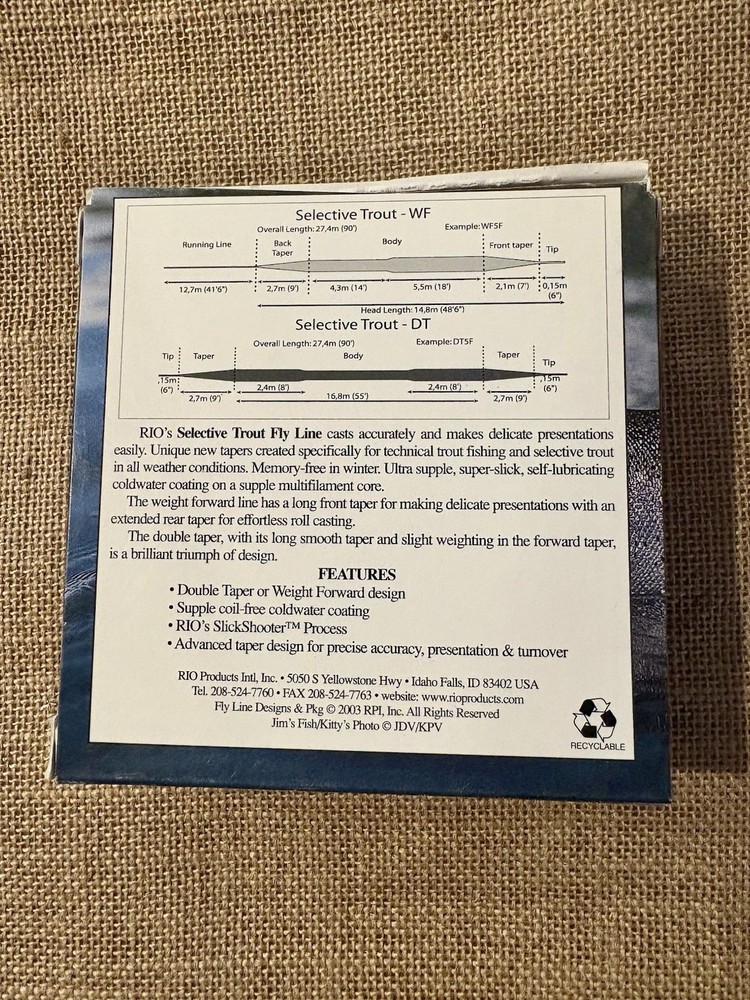 Selective Trout - WF
Overall Length: 27,4m (90') Example: WF5F
Running Line Back Taper Body Front taper Tip
12,7m (41'6") 2,7m (9') 4,3m (14') 5,5m (18') 2,1m (7') 0,15m (6")
Head Length: 14,8m (48'6")
Selective Trout - DT
Overall Length: 27,4m (90') Example: DT5F
Tip Taper Body Taper Tip
,15m (6") 2,4m (8') 2,4m (8') ,15m (6")
2,7m (9') 16,8m (55') 2,7m (9')
RIO's Selective Trout Fly Line casts accurately and makes delicate presentations
easily. Unique new tapers created specifically for technical trout fishing and selective trout
in all weather conditions. Memory-free in winter. Ultra supple, super-slick, self-lubricating
coldwater coating on a supple multifilament core.
The weight forward line has a long front taper for making delicate presentations with an
extended rear taper for effortless roll casting.
The double taper, with its long smooth taper and slight weighting in the forward taper,
is a brilliant triumph of design.
FEATURES
• Double Taper or Weight Forward design
• Supple coil-free coldwater coating
• RIO's SlickShooter™ Process
• Advanced taper design for precise accuracy, presentation & turnover
RIO Products Intl, Inc. • 5050 S Yellowstone Hwy • Idaho Falls, ID 83402 USA
Tel. 208-524-7760 • FAX 208-524-7763 • website: www.rioproducts.com
Fly Line Designs & Pkg © 2003 RPI, Inc. All Rights Reserved
Jim's Fish/Kitty's Photo © JDV/KPV
RECYCLABLE